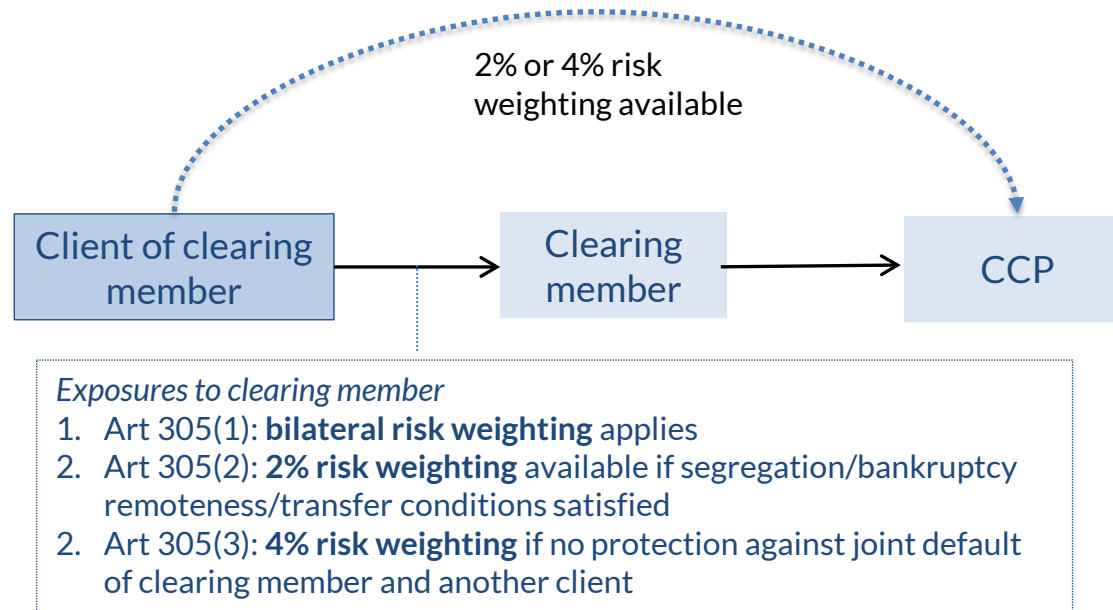 2% or 4% risk
weighting available
Client of clearing
member
Clearing
member
CCP
Exposures to clearing member
1. Art 305(1): bilateral risk weighting applies
2. Art 305(2): 2% risk weighting available if segregation/bankruptcy
remoteness/transfer conditions satisfied
2. Art 305(3): 4% risk weighting if no protection against joint default
of clearing member and another client